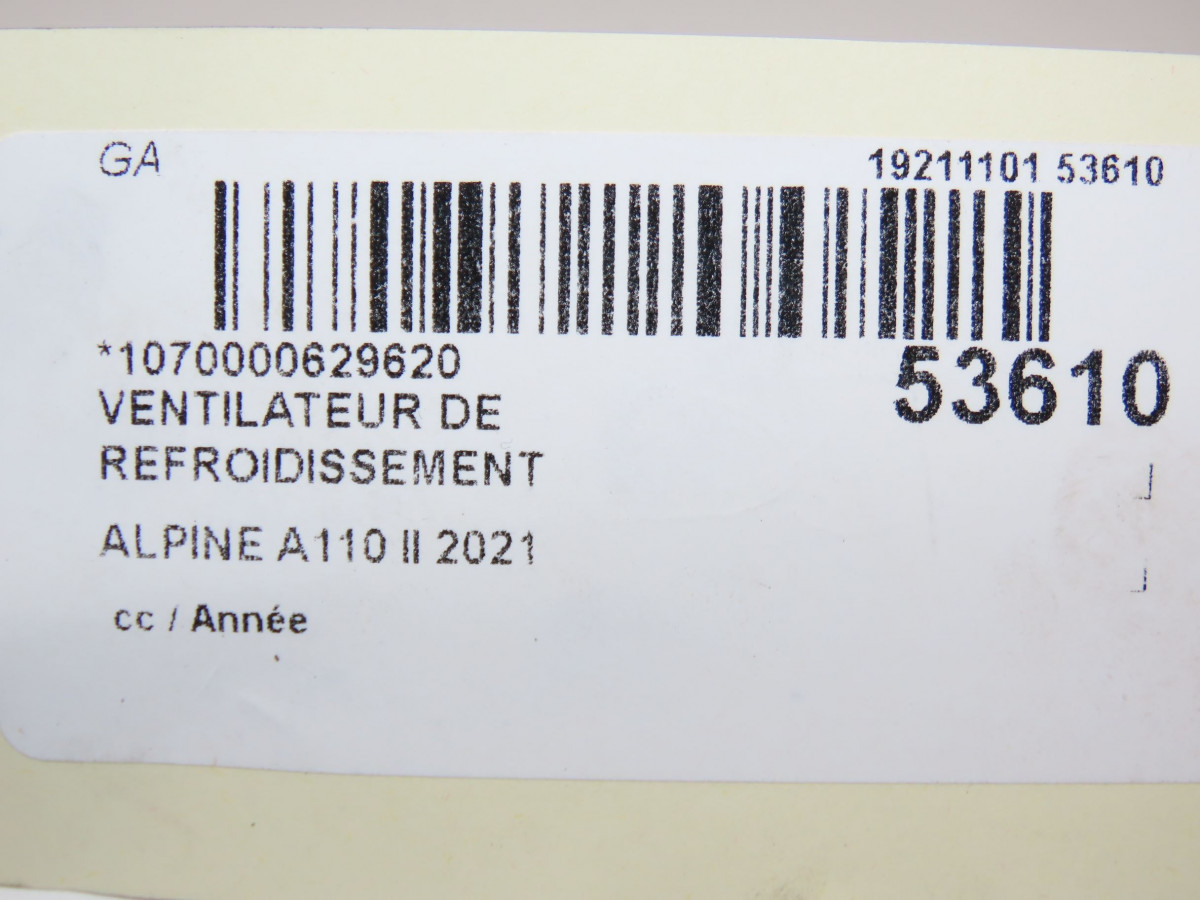 GA
19211101 53610
*1070000629620
53610
VENTILATEUR DE
REFROIDISSEMENT
ALPINE A110 II 2021
cc / Année